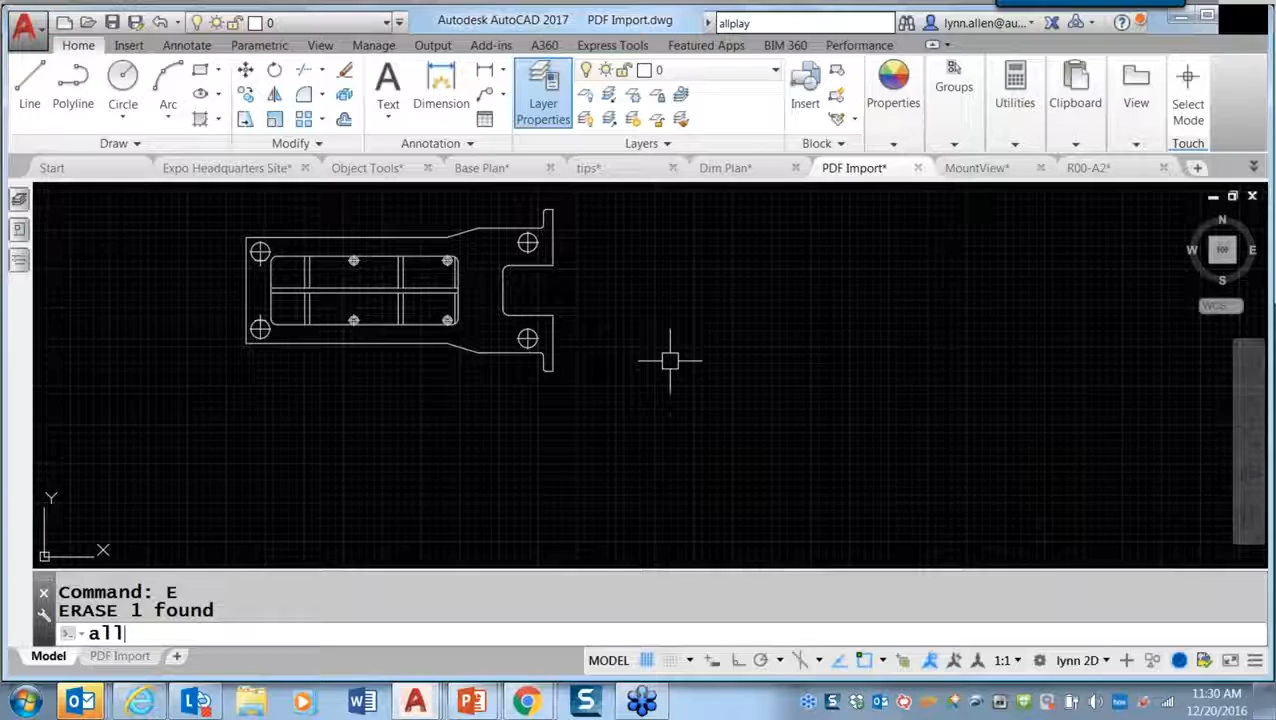 0
Autodesk AutoCAD 2017 PDF Import.dwg
allplay
lynn.allen@au...
Home Insert Annotate Parametric View Manage Output Add-ins A360 Express Tools Featured Apps BIM 360 Performance
0
Line Polyline Circle Arc Text Dimension Layer Properties Insert Properties Groups Utilities Clipboard View Select Mode
Draw Modify Annotation Layers Block Touch
Start Expo Headquarters Site* Object Tools* Base Plan* tips* Dim Plan* PDF Import* MountView* R00-A2*
N
W E
S
WCS
Y
X
Command: E
ERASE 1 found
all
Model PDF Import
MODEL 1:1 lynn 2D
11:30 AM
12/20/2016